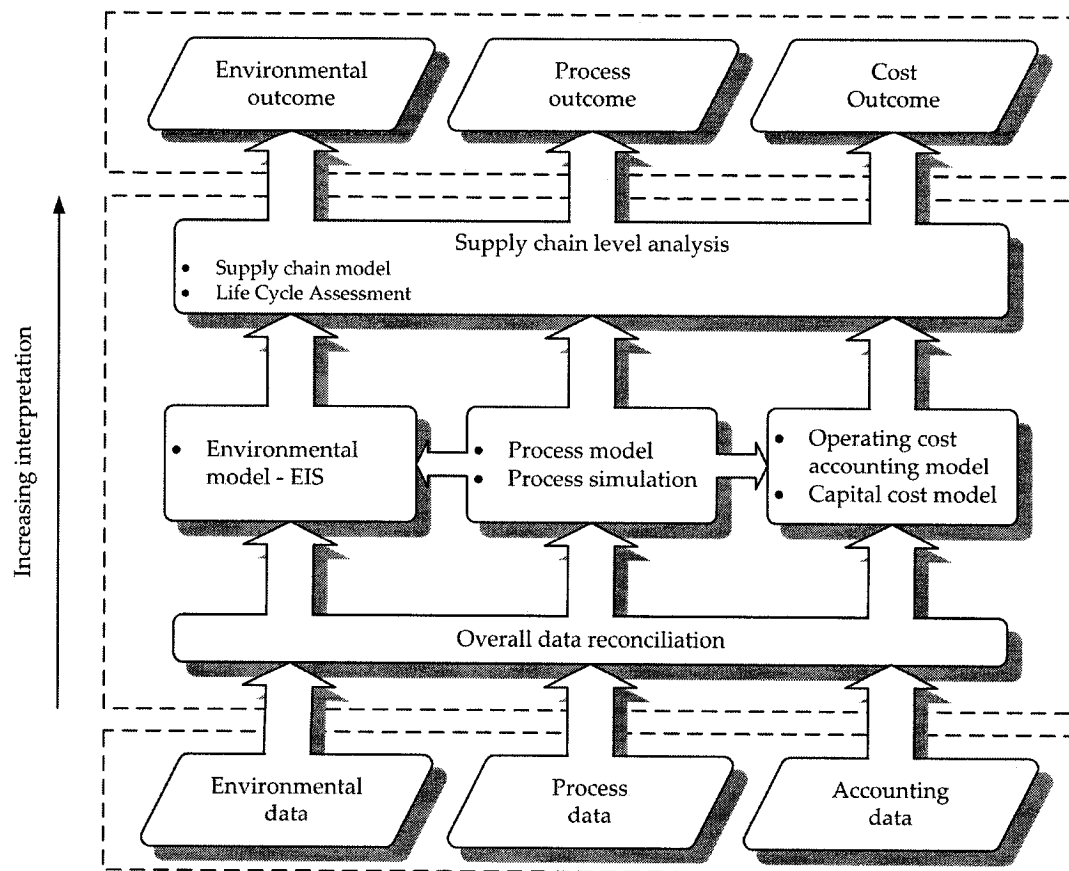 Environmental
outcome
Process
outcome
Cost
Outcome
Supply chain level analysis
• Supply chain model
• Life Cycle Assessment
Increasing interpretation
• Environmental
model - EIS
• Process model
• Process simulation
• Operating cost
accounting model
• Capital cost model
Overall data reconciliation
Environmental
data
Process
data
Accounting
data